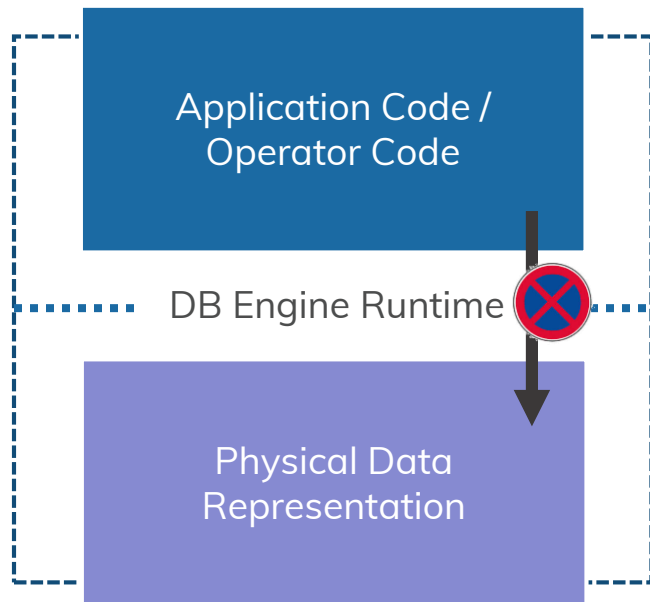 Application Code /
Operator Code
DB Engine Runtime
Physical Data
Representation